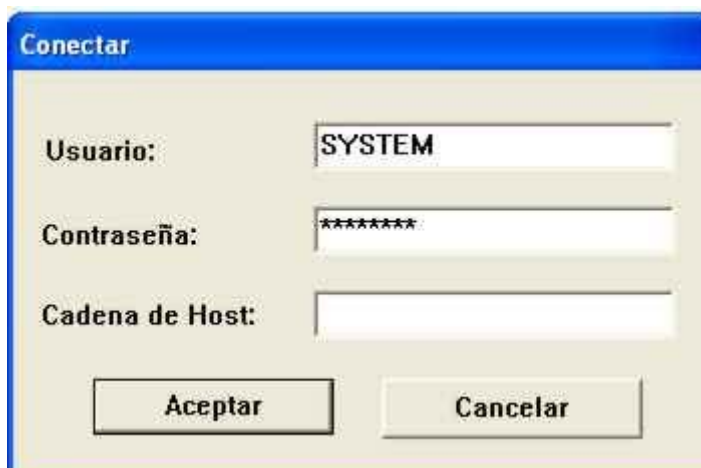 Conectar
Usuario: SYSTEM
Contraseña: ********
Cadena de Host:
Aceptar Cancelar